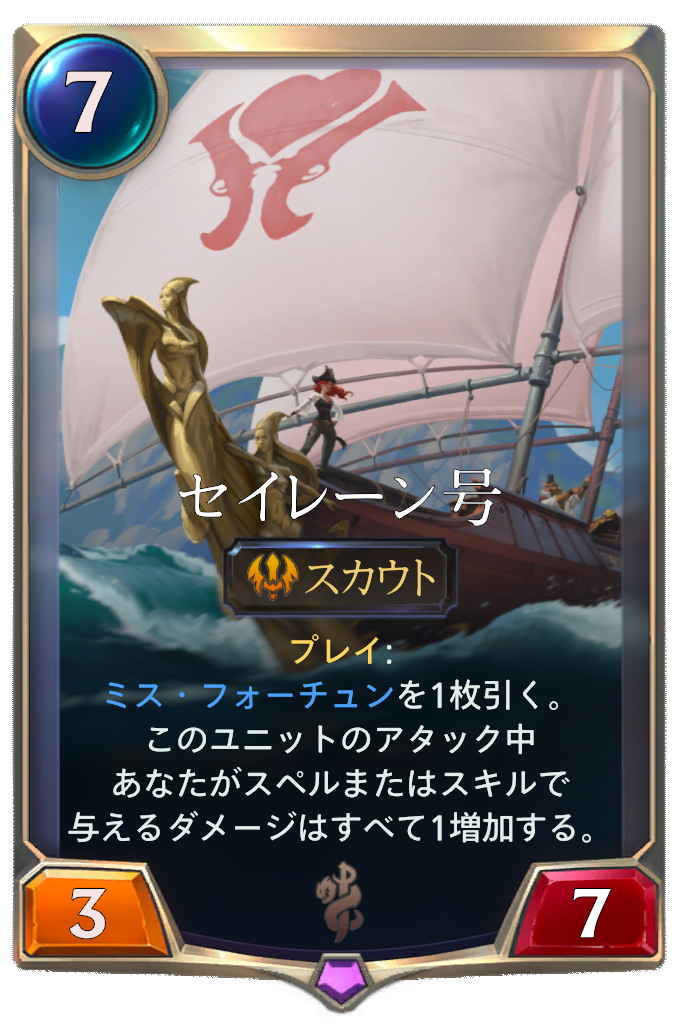 7
セイレーン号
スカウト
プレイ:
ミス・フォーチュンを1枚引く。
このユニットのアタック中
あなたがスペルまたはスキルで
与えるダメージはすべて1増加する。
3
7